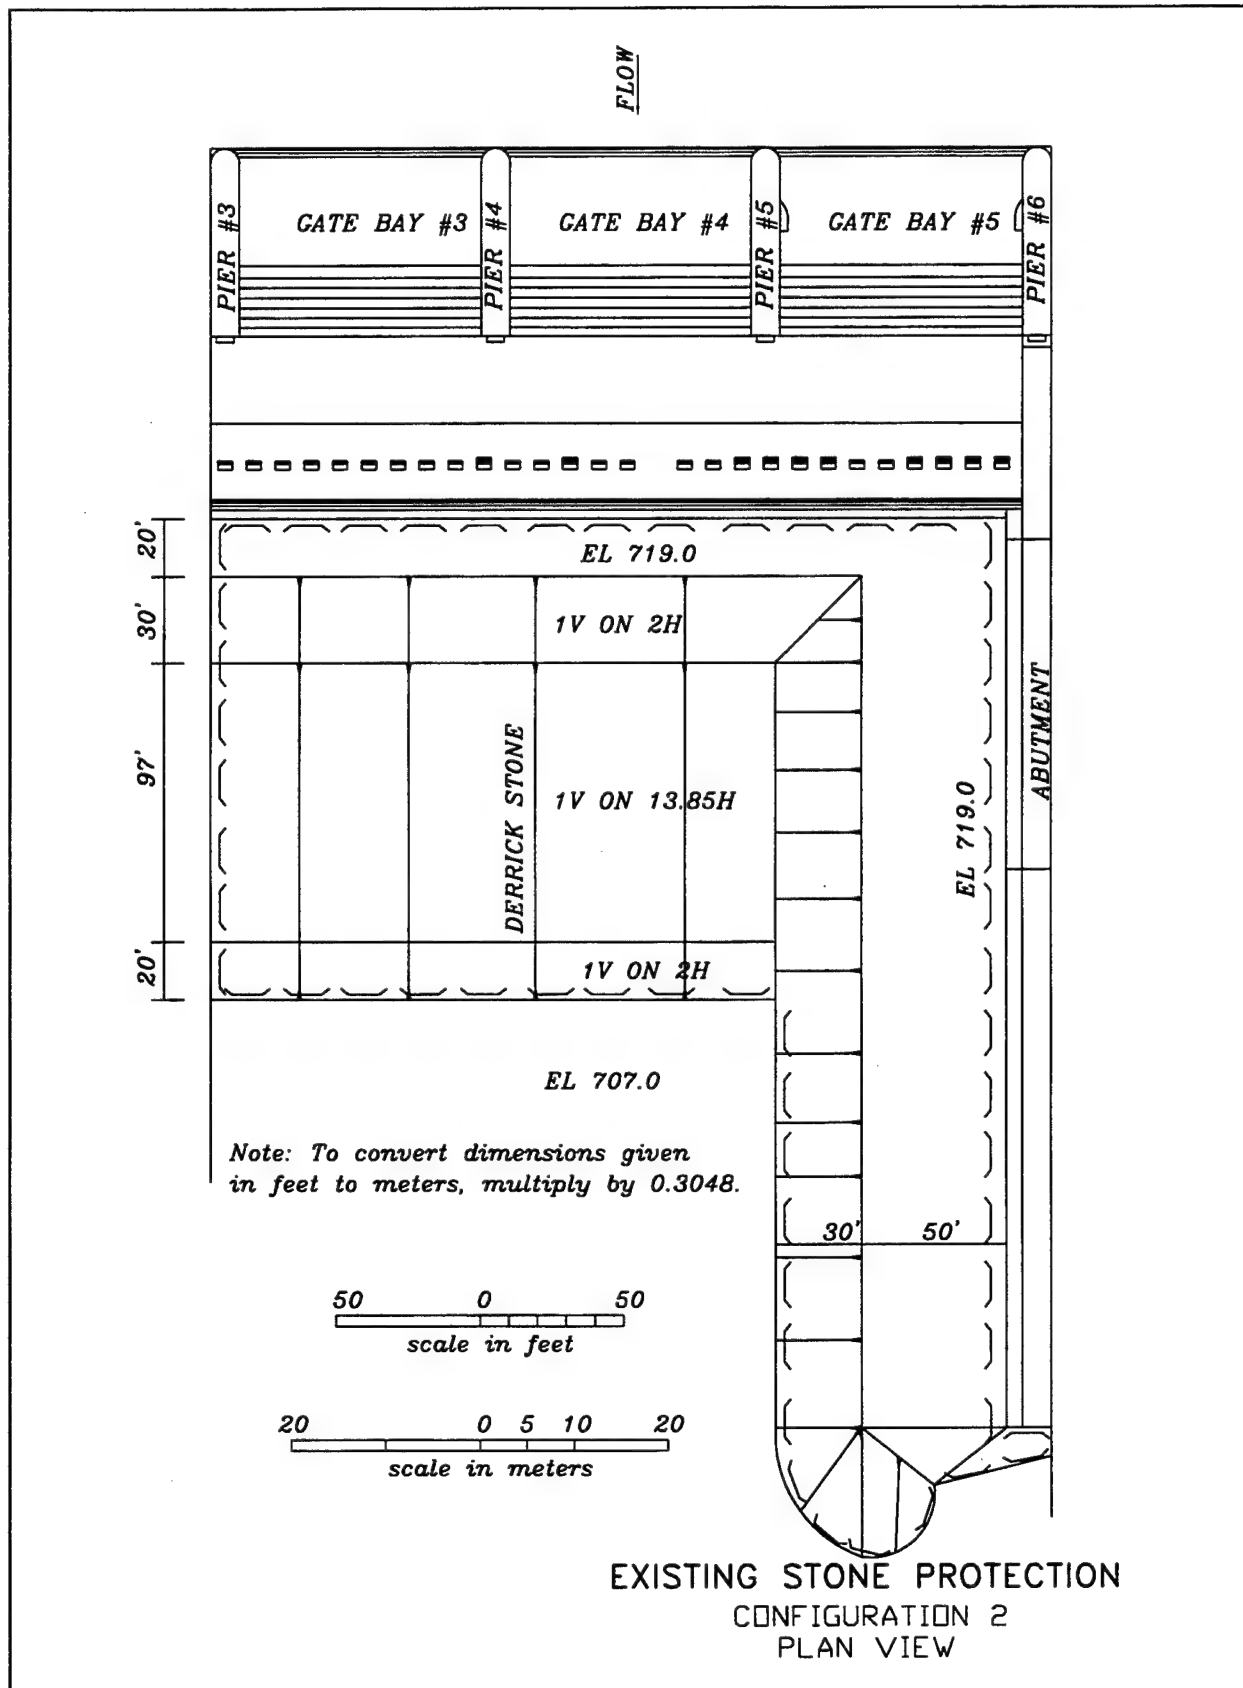 FLOW
PIER #3
GATE BAY #3
PIER #4
GATE BAY #4
PIER #5
GATE BAY #5
PIER #6
20'
EL 719.0
30'
1V ON 2H
97'
DERRICK STONE
1V ON 13.85H
EL 719.0
ABUTMENT
20'
1V ON 2H
EL 707.0
Note: To convert dimensions given
in feet to meters, multiply by 0.3048.
30' 50'
50 0 50
scale in feet
20 0 5 10 20
scale in meters
EXISTING STONE PROTECTION
CONFIGURATION 2
PLAN VIEW